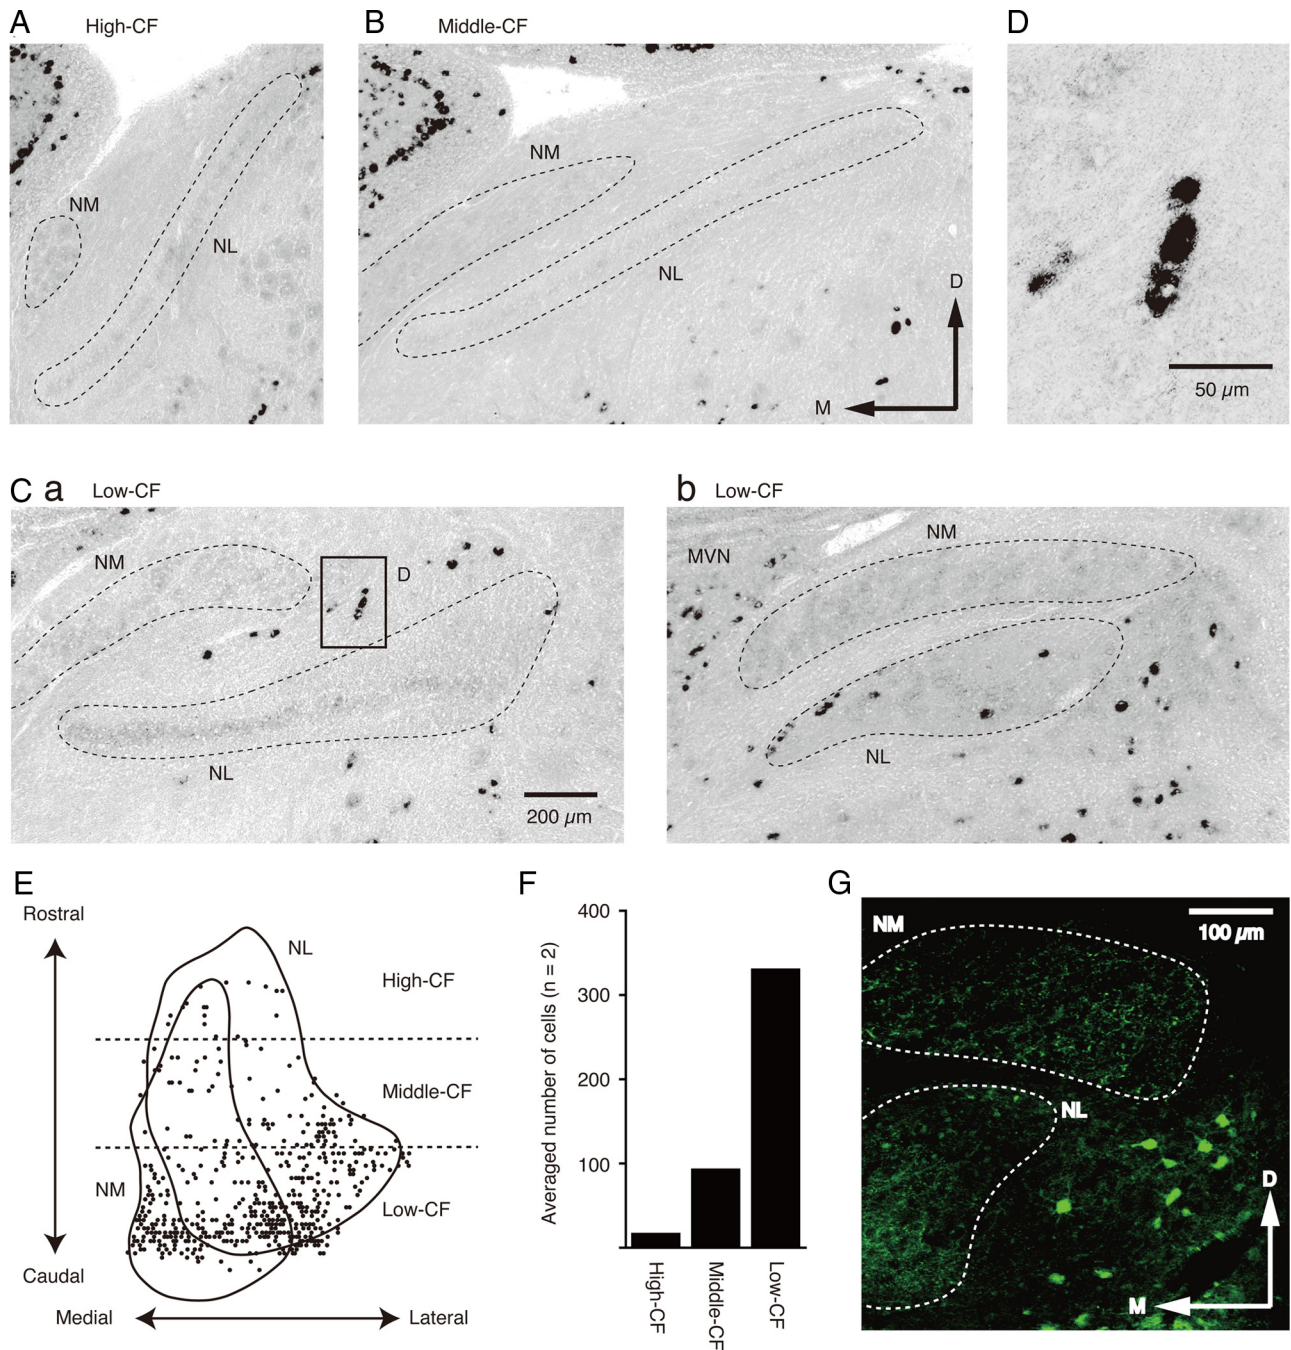 A High-CF
B Middle-CF
D
NM
NL
NM
NL
D
M
50 µm
C a Low-CF
b Low-CF
NM
D
NL
200 µm
MVN
NM
NL
E
Rostral
Caudal
Medial
Lateral
NL
NM
High-CF
Middle-CF
Low-CF
F
Averaged number of cells (n = 2)
400
300
200
100
High-CF
Middle-CF
Low-CF
G
NM
100 µm
NL
D
M